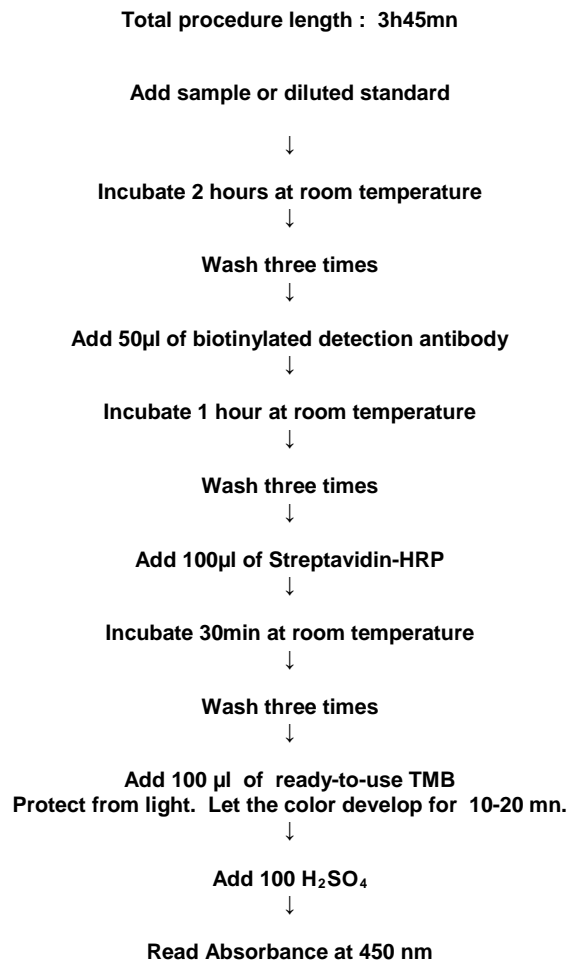 Total procedure length : 3h45mn
Add sample or diluted standard
↓
Incubate 2 hours at room temperature
↓
Wash three times
↓
Add 50µl of biotinylated detection antibody
↓
Incubate 1 hour at room temperature
↓
Wash three times
↓
Add 100µl of Streptavidin-HRP
↓
Incubate 30min at room temperature
↓
Wash three times
↓
Add 100 µl of ready-to-use TMB
Protect from light. Let the color develop for 10-20 mn.
↓
Add 100 H₂SO₄
↓
Read Absorbance at 450 nm